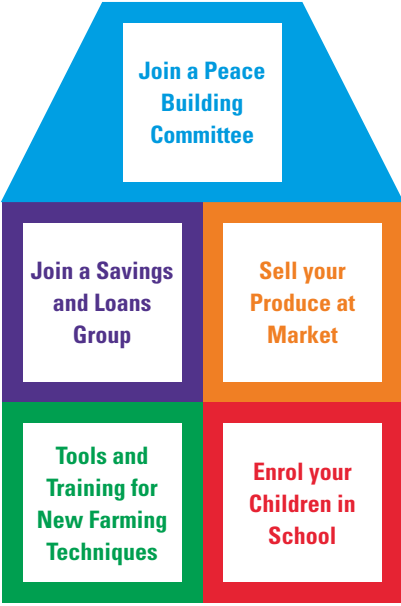 Join a Peace
Building
Committee
Join a Savings
and Loans
Group
Sell your
Produce at
Market
Tools and
Training for
New Farming
Techniques
Enrol your
Children in
School